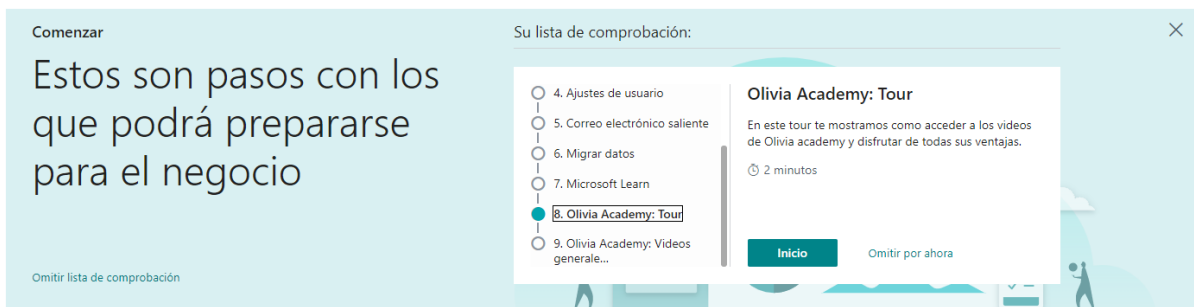 Comenzar
Estos son pasos con los
que podrá prepararse
para el negocio
Omitir lista de comprobación
Su lista de comprobación:
4. Ajustes de usuario
5. Correo electrónico saliente
6. Migrar datos
7. Microsoft Learn
8. Olivia Academy: Tour
9. Olivia Academy: Videos
generale...
Olivia Academy: Tour
En este tour te mostramos como acceder a los videos
de Olivia academy y disfrutar de todas sus ventajas.
2 minutos
Inicio
Omitir por ahora